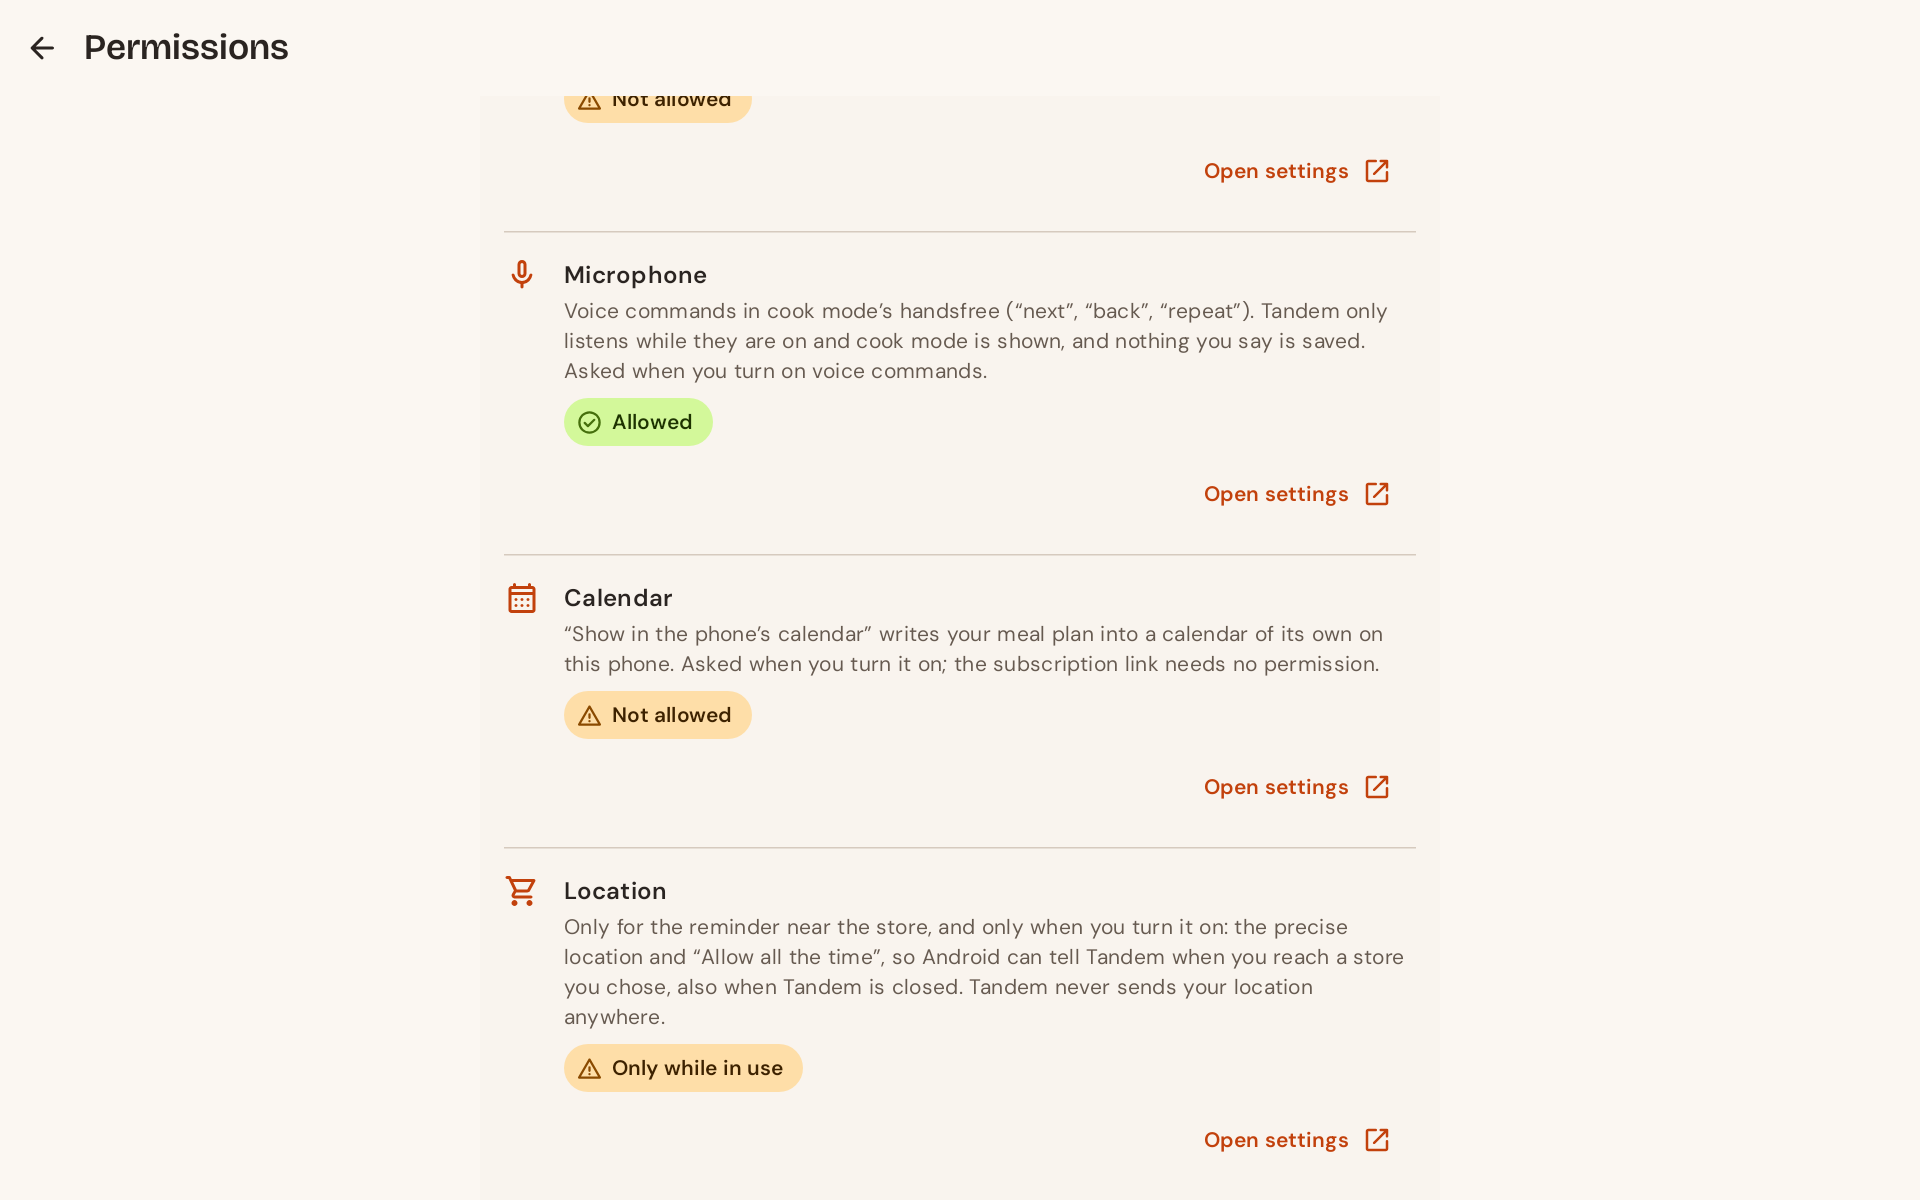 Permissions
Not allowed
Open settings
Microphone
Voice commands in cook mode’s handsfree (“next”, “back”, “repeat”). Tandem only
listens while they are on and cook mode is shown, and nothing you say is saved.
Asked when you turn on voice commands.
Allowed
Open settings
Calendar
“Show in the phone’s calendar” writes your meal plan into a calendar of its own on
this phone. Asked when you turn it on; the subscription link needs no permission.
Not allowed
Open settings
Location
Only for the reminder near the store, and only when you turn it on: the precise
location and “Allow all the time”, so Android can tell Tandem when you reach a store
you chose, also when Tandem is closed. Tandem never sends your location
anywhere.
Only while in use
Open settings